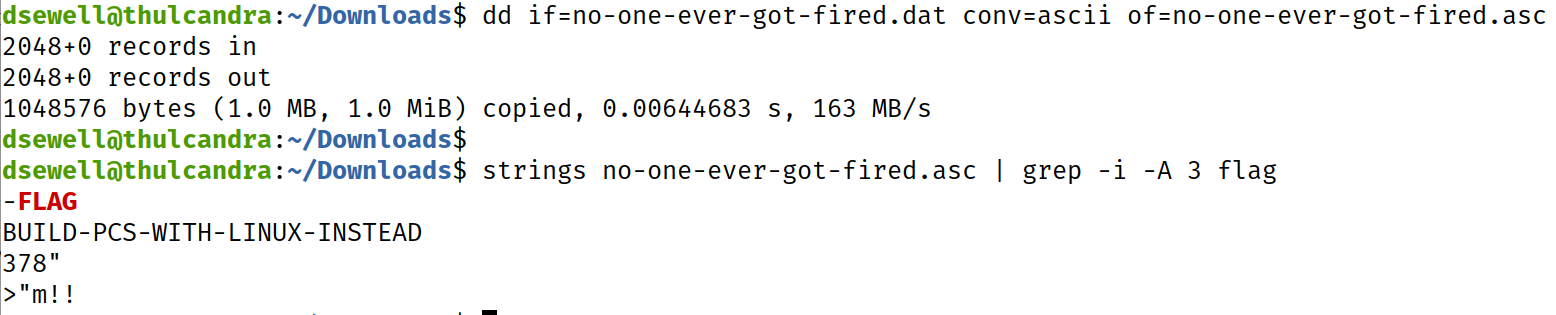 dsewell@thulcandra:~/Downloads$ dd if=no-one-ever-got-fired.dat conv=ascii of=no-one-ever-got-fired.asc
2048+0 records in
2048+0 records out
1048576 bytes (1.0 MB, 1.0 MiB) copied, 0.00644683 s, 163 MB/s
dsewell@thulcandra:~/Downloads$
dsewell@thulcandra:~/Downloads$ strings no-one-ever-got-fired.asc | grep -i -A 3 flag
-FLAG
BUILD-PCS-WITH-LINUX-INSTEAD
378"
>"m!!